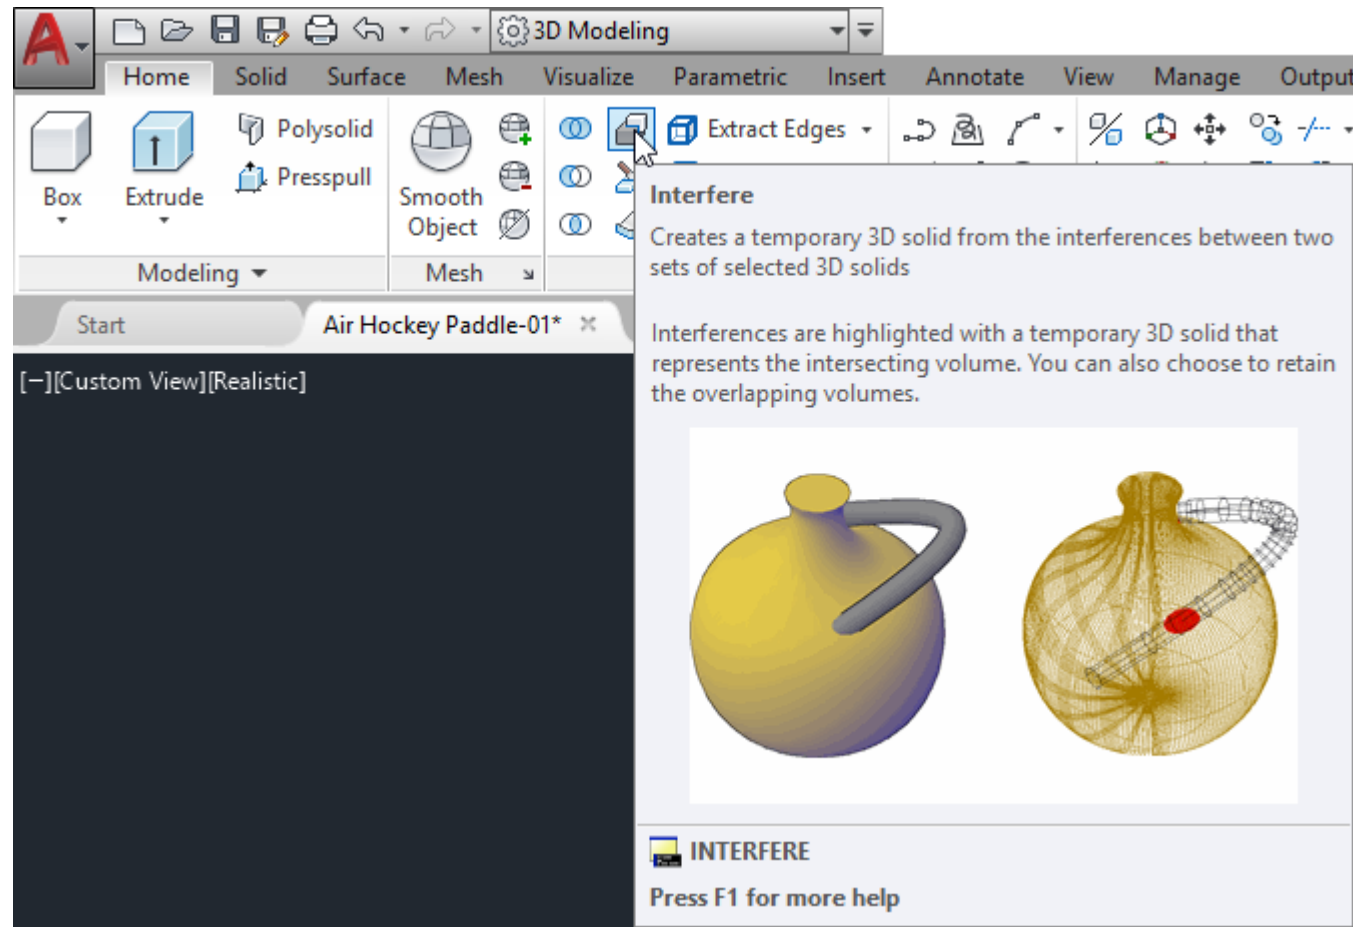 3D Modeling
Home Solid Surface Mesh Visualize Parametric Insert Annotate View Manage Output
Polysolid
Extract Edges
Presspull
Box Extrude Smooth Object
Modeling Mesh
Start Air Hockey Paddle-01*
[−][Custom View][Realistic]
Interfere
Creates a temporary 3D solid from the interferences between two
sets of selected 3D solids
Interferences are highlighted with a temporary 3D solid that
represents the intersecting volume. You can also choose to retain
the overlapping volumes.
INTERFERE
Press F1 for more help